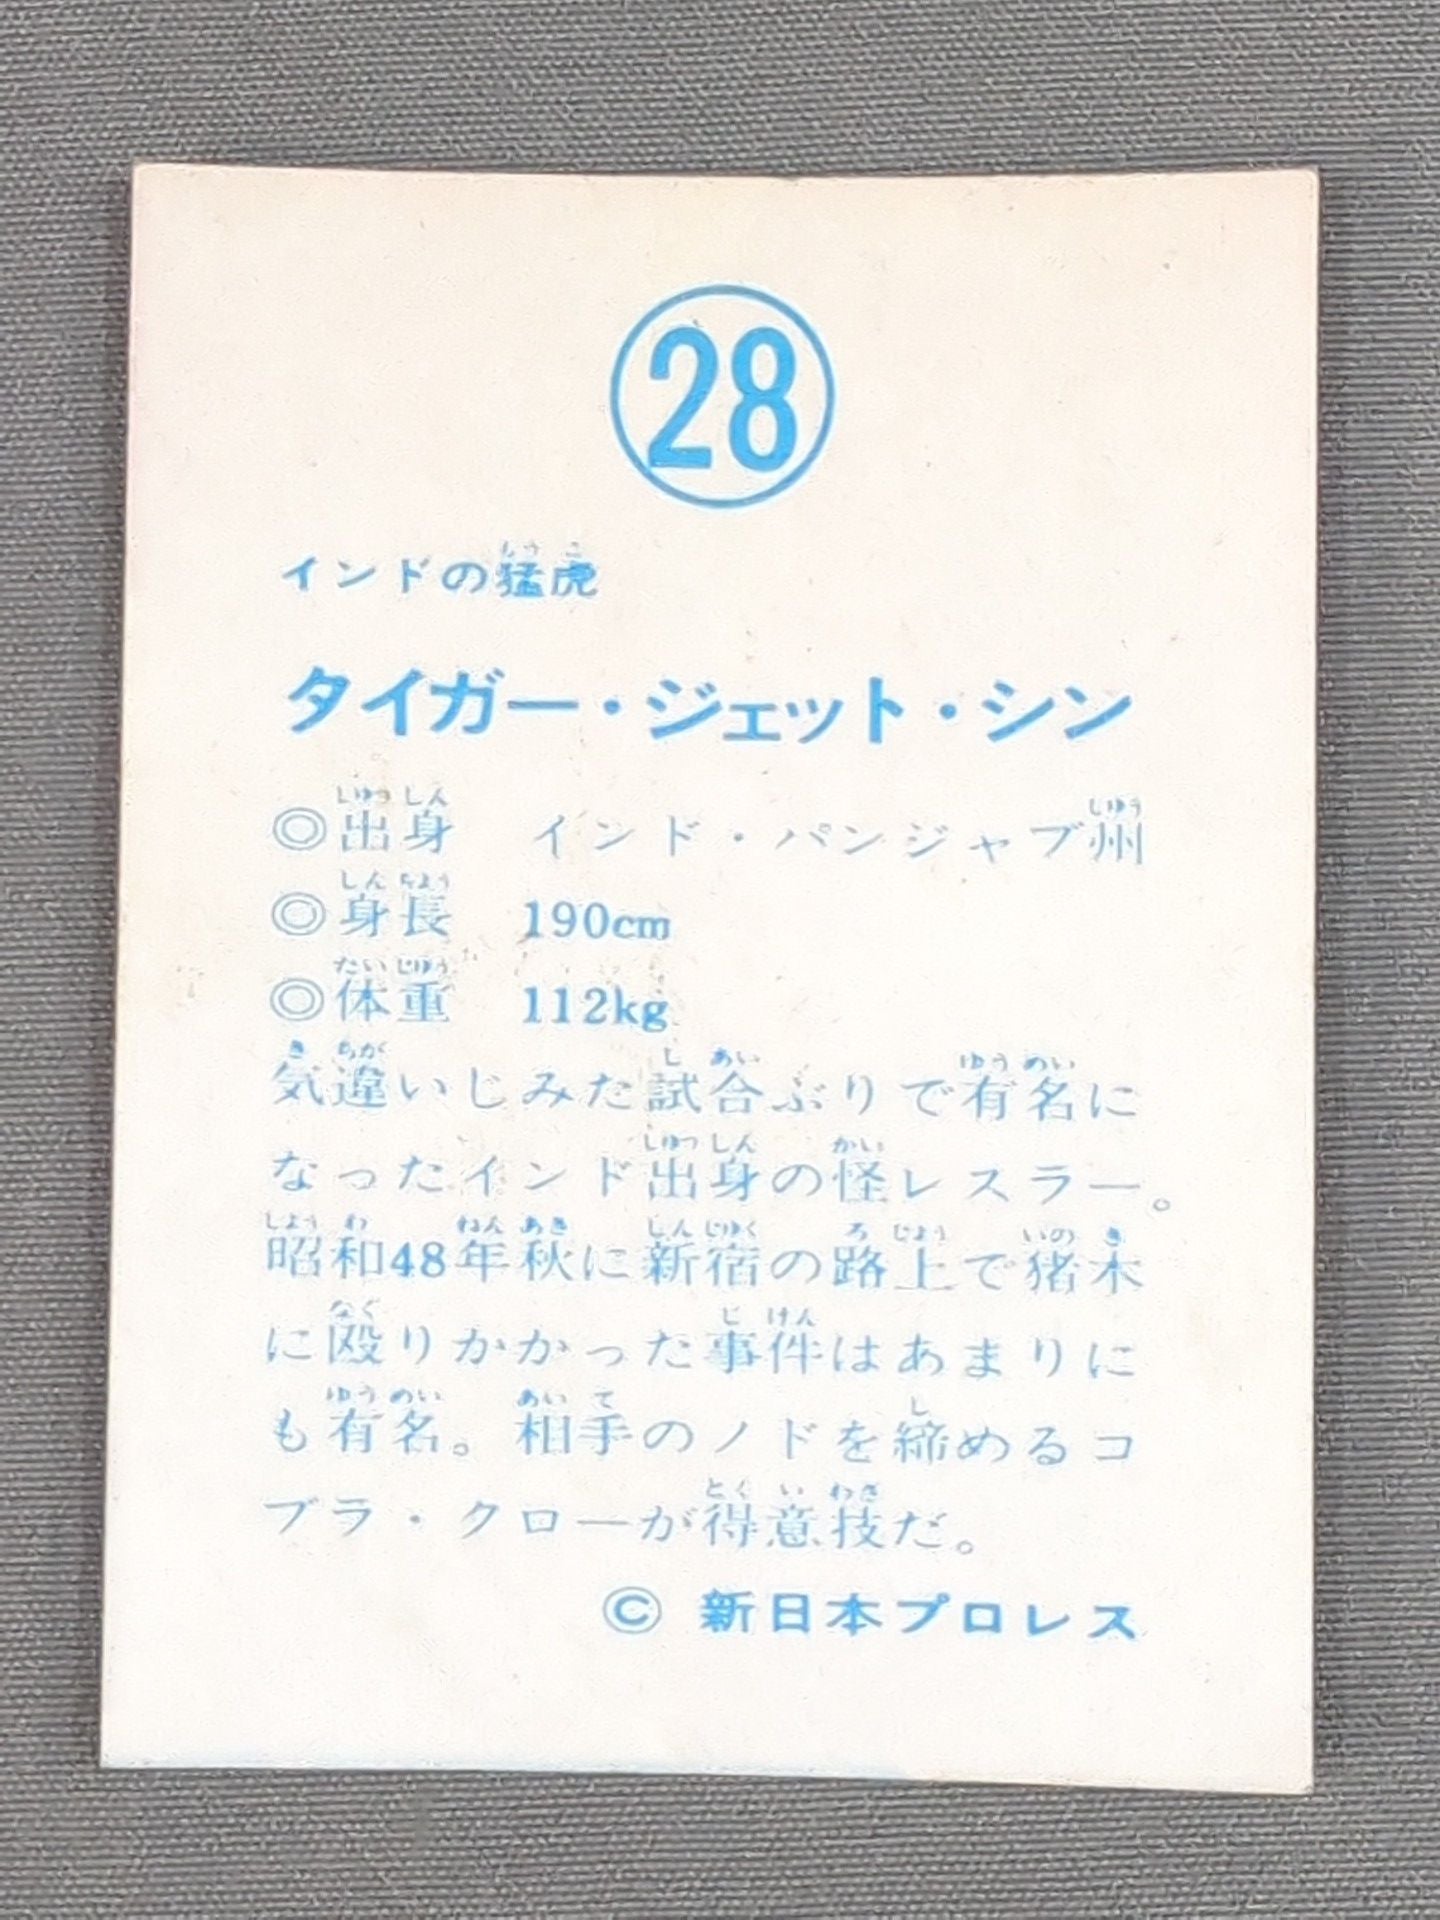 28
インドの猛虎
タイガー・ジェット・シン
◎出身 インド・パンジャブ州
◎身長 190cm
◎体重 112kg
気違いじみた試合ぶりで有名に
なったインド出身の怪レスラー。
昭和48年秋に新宿の路上で猪木
に殴りかかった事件はあまりに
も有名。相手のノドを締めるコ
ブラ・クローが得意技だ。
© 新日本プロレス